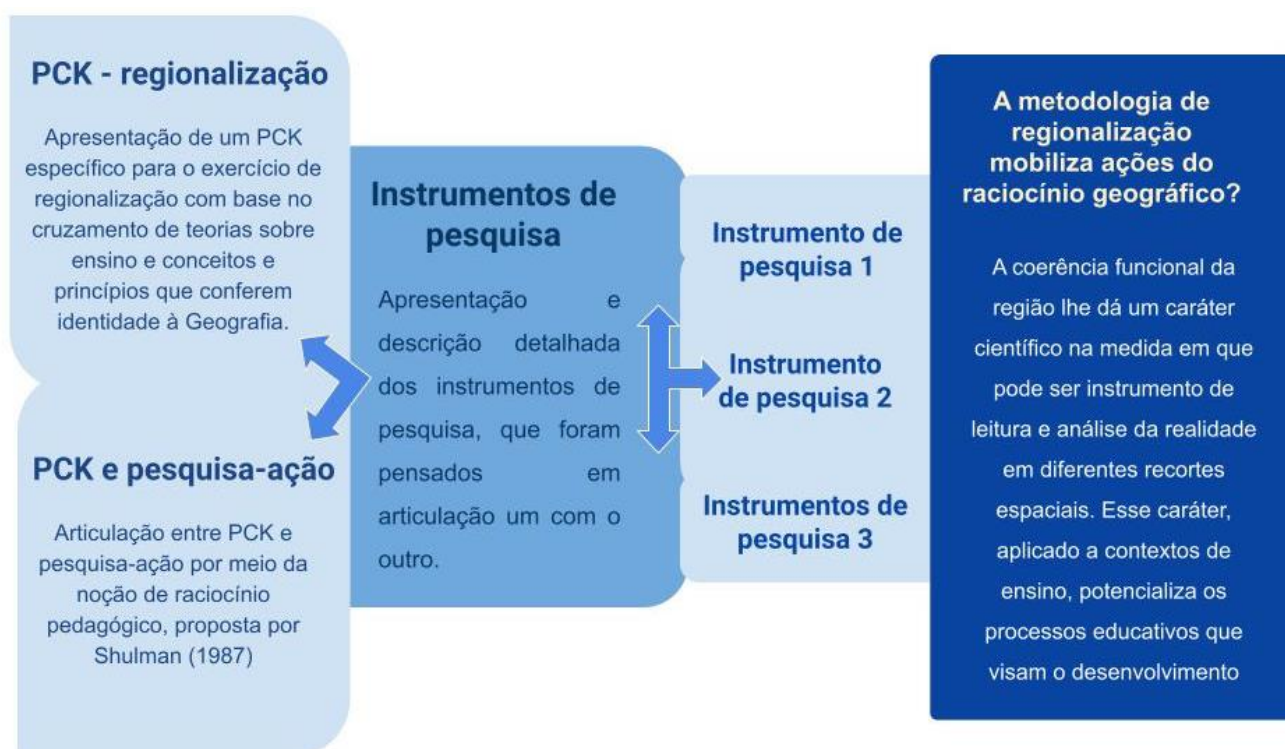 PCK - regionalização
Apresentação de um PCK
específico para o exercício de
regionalização com base no
cruzamento de teorias sobre
ensino e conceitos e
princípios que conferem
identidade à Geografia.
PCK e pesquisa-ação
Articulação entre PCK e
pesquisa-ação por meio da
noção de raciocínio
pedagógico, proposta por
Shulman (1987)
Instrumentos de
pesquisa
Apresentação e
descrição detalhada
dos instrumentos de
pesquisa, que foram
pensados em
articulação um com o
outro.
Instrumento de
pesquisa 1
Instrumento
de pesquisa 2
Instrumentos de
pesquisa 3
A metodologia de
regionalização
mobiliza ações do
raciocínio geográfico?
A coerência funcional da
região lhe dá um caráter
científico na medida em que
pode ser instrumento de
leitura e análise da realidade
em diferentes recortes
espaciais. Esse caráter,
aplicado a contextos de
ensino, potencializa os
processos educativos que
visam o desenvolvimento